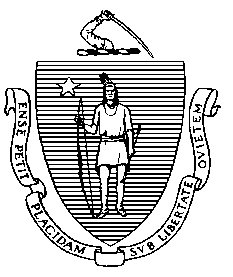 ENSE PETIT
PLACIDAM
SVB LIBERTATE
QVIETEM